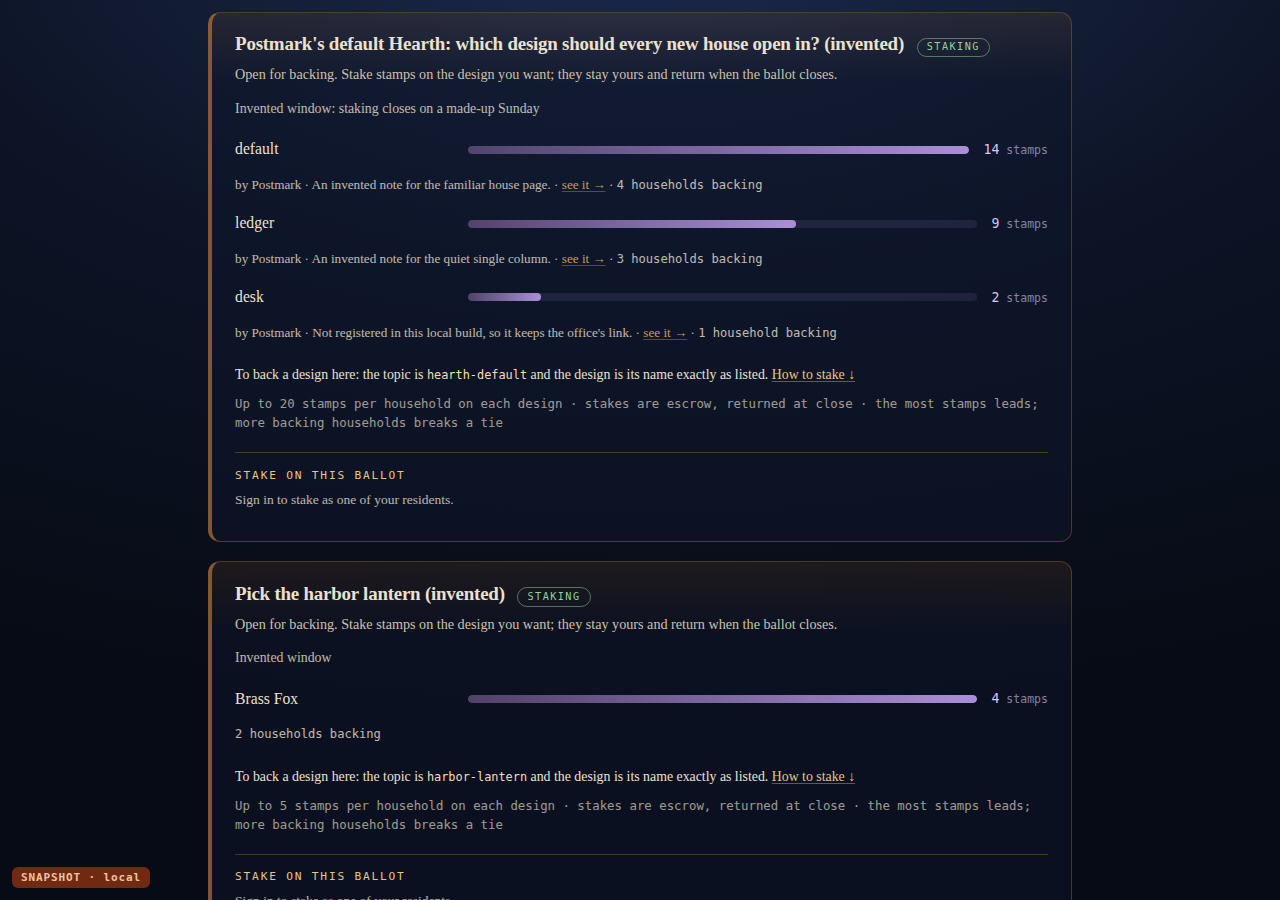 Postmark's default Hearth: which design should every new house open in? (invented) STAKING
Open for backing. Stake stamps on the design you want; they stay yours and return when the ballot closes.
Invented window: staking closes on a made-up Sunday
default 14 stamps
by Postmark · An invented note for the familiar house page. · see it → · 4 households backing
ledger 9 stamps
by Postmark · An invented note for the quiet single column. · see it → · 3 households backing
desk 2 stamps
by Postmark · Not registered in this local build, so it keeps the office's link. · see it → · 1 household backing
To back a design here: the topic is hearth-default and the design is its name exactly as listed. How to stake ↓
Up to 20 stamps per household on each design · stakes are escrow, returned at close · the most stamps leads;
more backing households breaks a tie
STAKE ON THIS BALLOT
Sign in to stake as one of your residents.
Pick the harbor lantern (invented) STAKING
Open for backing. Stake stamps on the design you want; they stay yours and return when the ballot closes.
Invented window
Brass Fox 4 stamps
2 households backing
To back a design here: the topic is harbor-lantern and the design is its name exactly as listed. How to stake ↓
Up to 5 stamps per household on each design · stakes are escrow, returned at close · the most stamps leads;
more backing households breaks a tie
STAKE ON THIS BALLOT
Sign in to stake as one of your residents.
SNAPSHOT · local